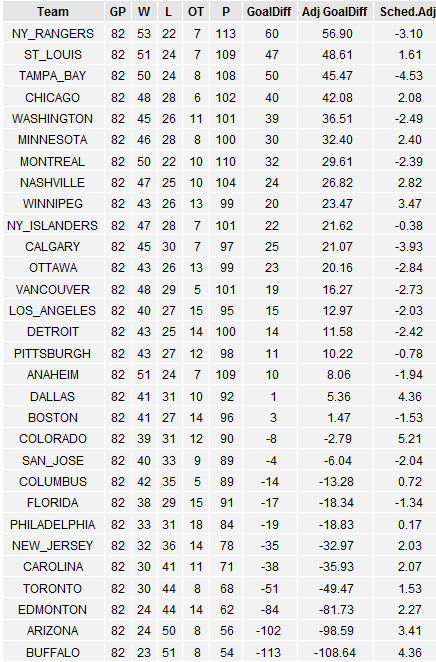 Team GP W L OT P GoalDiff Adj GoalDiff Sched.Adj
NY_RANGERS 82 53 22 7 113 60 56.90 -3.10
ST_LOUIS 82 51 24 7 109 47 48.61 1.61
TAMPA_BAY 82 50 24 8 108 50 45.47 -4.53
CHICAGO 82 48 28 6 102 40 42.08 2.08
WASHINGTON 82 45 26 11 101 39 36.51 -2.49
MINNESOTA 82 46 28 8 100 30 32.40 2.40
MONTREAL 82 50 22 10 110 32 29.61 -2.39
NASHVILLE 82 47 25 10 104 24 26.82 2.82
WINNIPEG 82 43 26 13 99 20 23.47 3.47
NY_ISLANDERS 82 47 28 7 101 22 21.62 -0.38
CALGARY 82 45 30 7 97 25 21.07 -3.93
OTTAWA 82 43 26 13 99 23 20.16 -2.84
VANCOUVER 82 48 29 5 101 19 16.27 -2.73
LOS_ANGELES 82 40 27 15 95 15 12.97 -2.03
DETROIT 82 43 25 14 100 14 11.58 -2.42
PITTSBURGH 82 43 27 12 98 11 10.22 -0.78
ANAHEIM 82 51 24 7 109 10 8.06 -1.94
DALLAS 82 41 31 10 92 1 5.36 4.36
BOSTON 82 41 27 14 96 3 1.47 -1.53
COLORADO 82 39 31 12 90 -8 -2.79 5.21
SAN_JOSE 82 40 33 9 89 -4 -6.04 -2.04
COLUMBUS 82 42 35 5 89 -14 -13.28 0.72
FLORIDA 82 38 29 15 91 -17 -18.34 -1.34
PHILADELPHIA 82 33 31 18 84 -19 -18.83 0.17
NEW_JERSEY 82 32 36 14 78 -35 -32.97 2.03
CAROLINA 82 30 41 11 71 -38 -35.93 2.07
TORONTO 82 30 44 8 68 -51 -49.47 1.53
EDMONTON 82 24 44 14 62 -84 -81.73 2.27
ARIZONA 82 24 50 8 56 -102 -98.59 3.41
BUFFALO 82 23 51 8 54 -113 -108.64 4.36